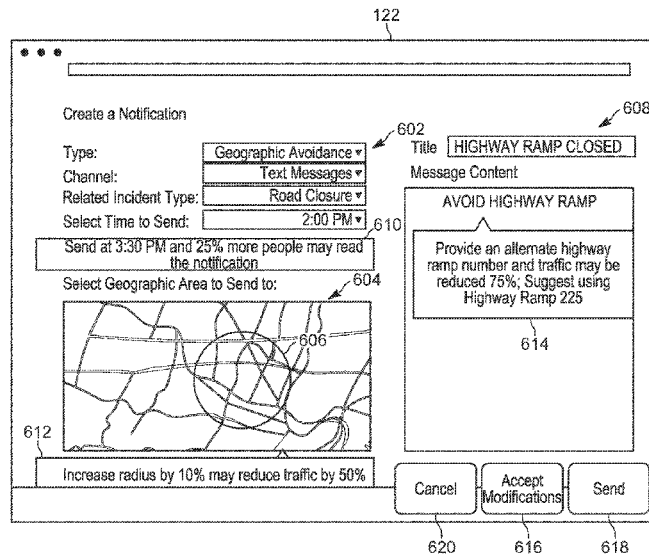 122
Create a Notification
602
608
Type: Geographic Avoidance
Title HIGHWAY RAMP CLOSED
Channel: Text Messages
Message Content
Related Incident Type: Road Closure
Select Time to Send: 2:00 PM
610
AVOID HIGHWAY RAMP
Send at 3:30 PM and 25% more people may read
the notification
Provide an alternate highway
ramp number and traffic may be
reduced 75%; Suggest using
Highway Ramp 225
614
Select Geographic Area to Send to:
604
606
612
Increase radius by 10% may reduce traffic by 50%
Cancel
Accept
Modifications
Send
620
616
618